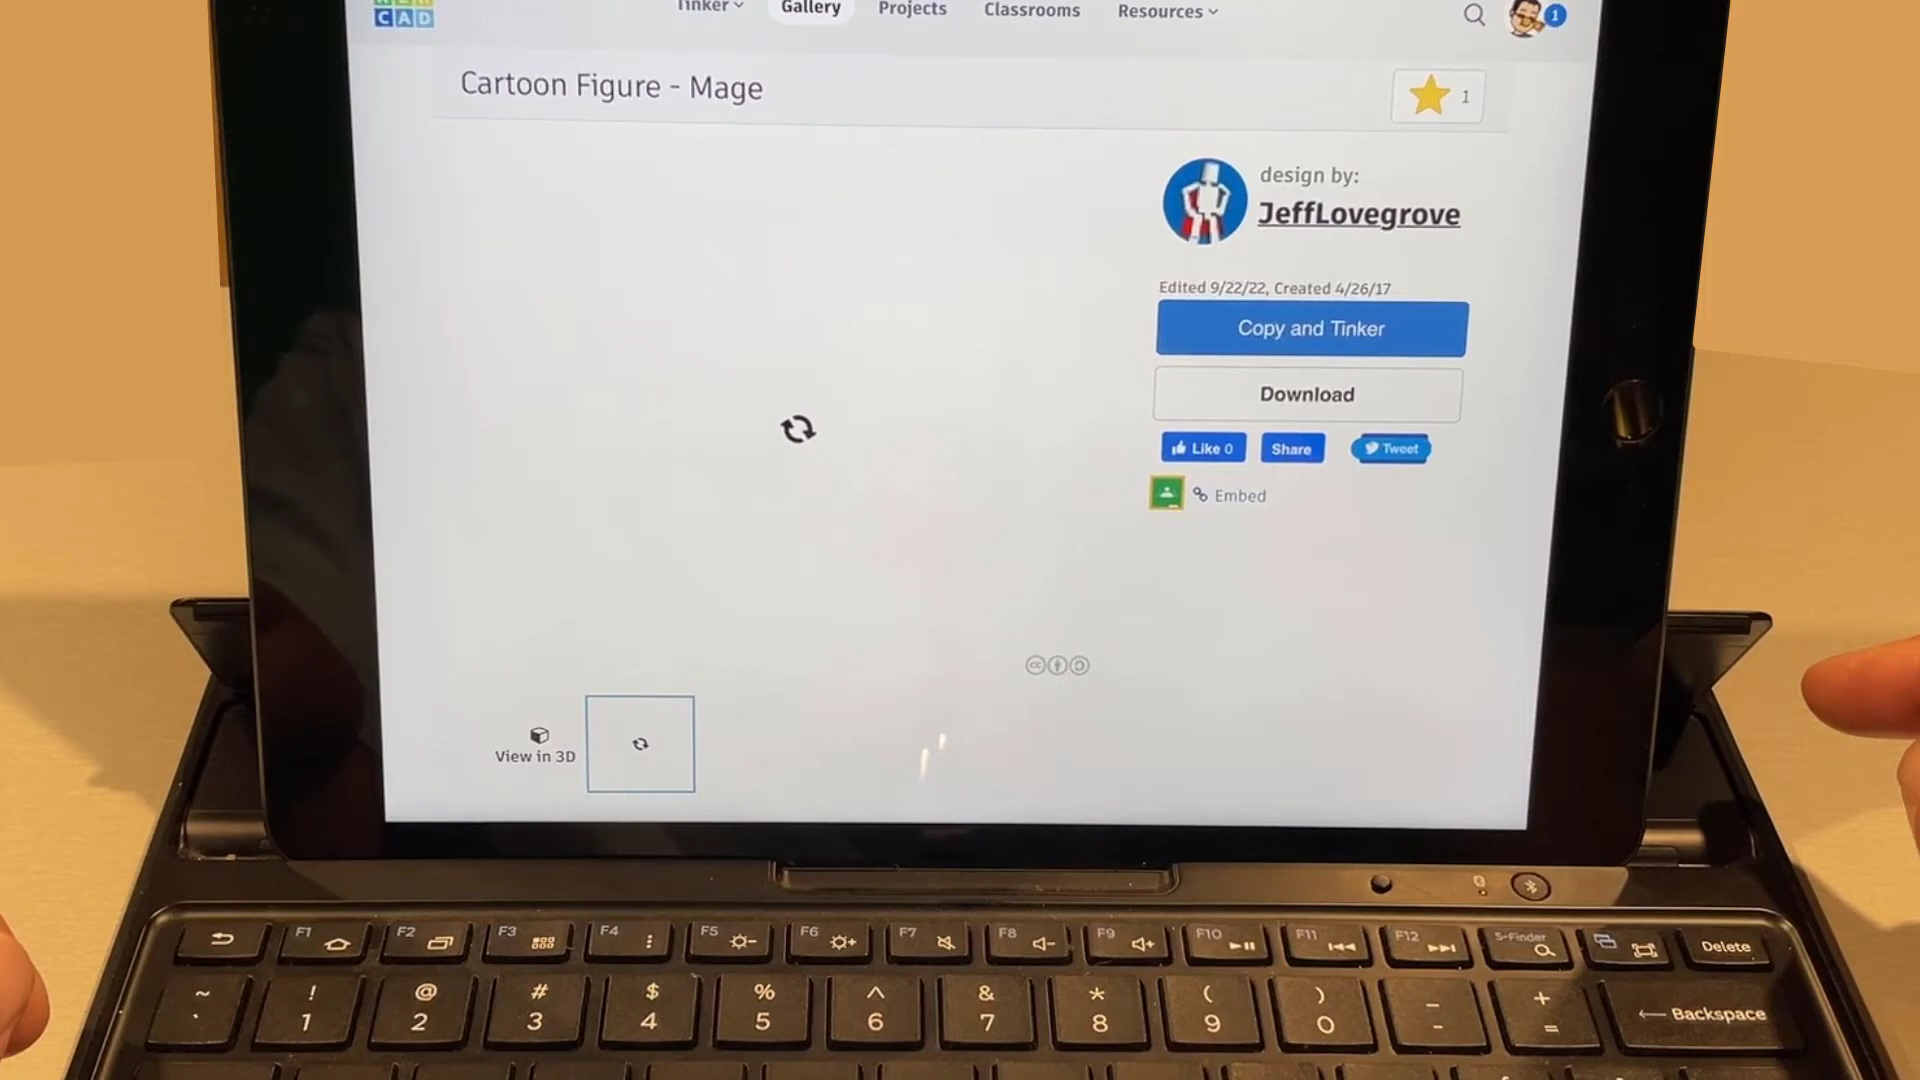 CAD
Tinker Gallery Projects Classrooms Resources
1
Cartoon Figure - Mage
1
design by:
JeffLovegrove
Edited 9/22/22, Created 4/26/17
Copy and Tinker
Download
Like 0 Share Tweet
Embed
View in 3D
F1 F2 F3 F4 F5 F6 F7 F8 F9 F10 F11 F12 S-Finder Delete
~ ! @ # $ % ^ & * ( ) _ +
` 1 2 3 4 5 6 7 8 9 0 - = Backspace